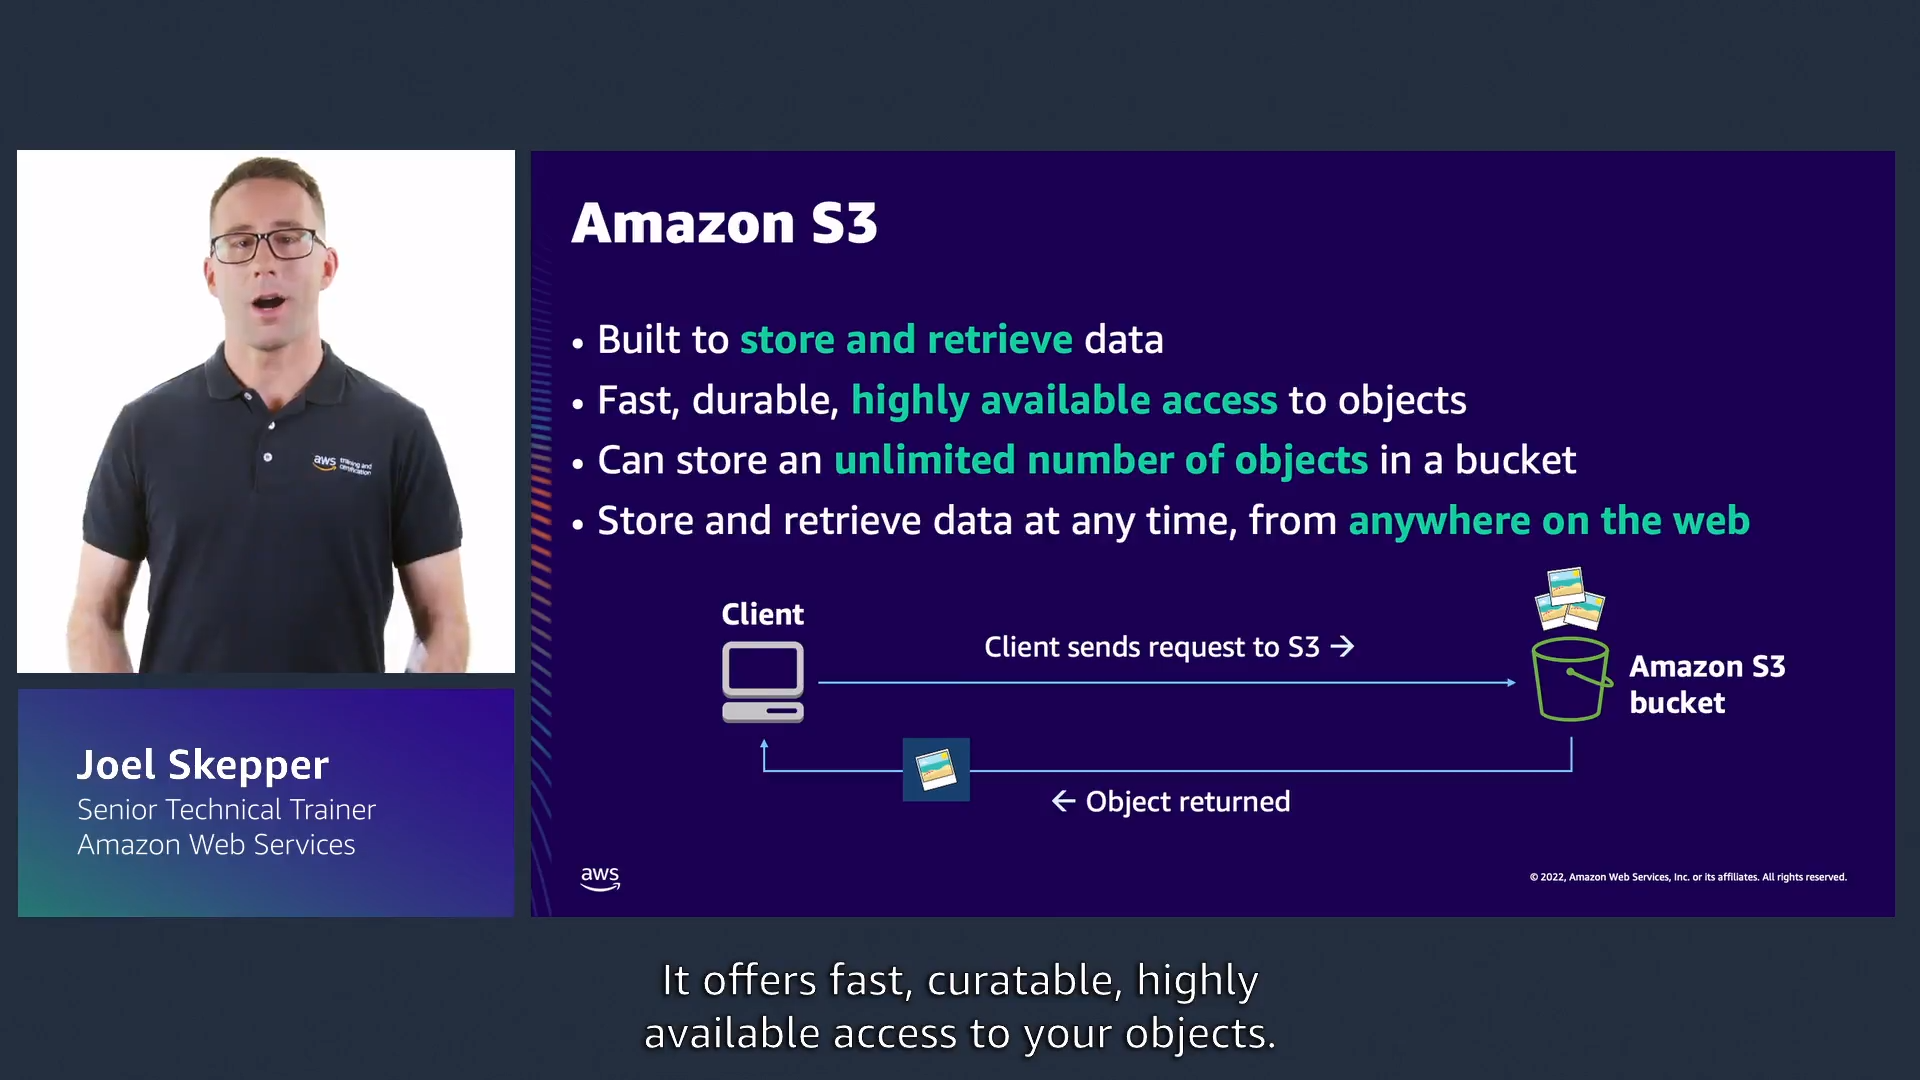 Amazon S3
• Built to store and retrieve data
• Fast, durable, highly available access to objects
• Can store an unlimited number of objects in a bucket
• Store and retrieve data at any time, from anywhere on the web
Client
Client sends request to S3 →
Amazon S3
bucket
← Object returned
aws
© 2022, Amazon Web Services, Inc. or its affiliates. All rights reserved.
aws training and
certification
Joel Skepper
Senior Technical Trainer
Amazon Web Services
It offers fast, curatable, highly
available access to your objects.